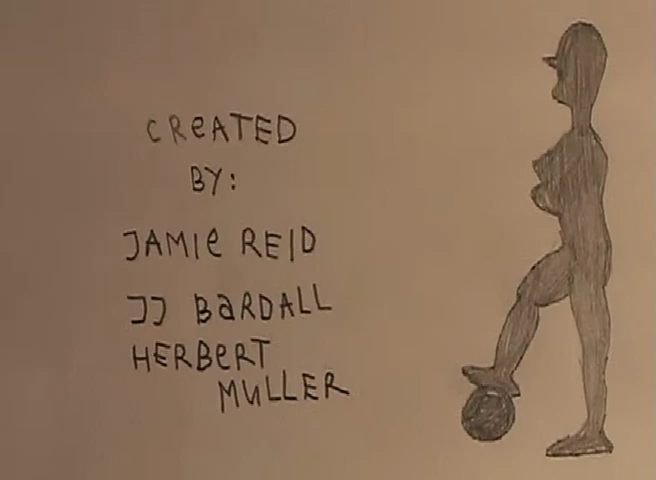 CReATED
BY:
JAMIe REID
JJ BaRDALL
HERBeRT
MuLLER